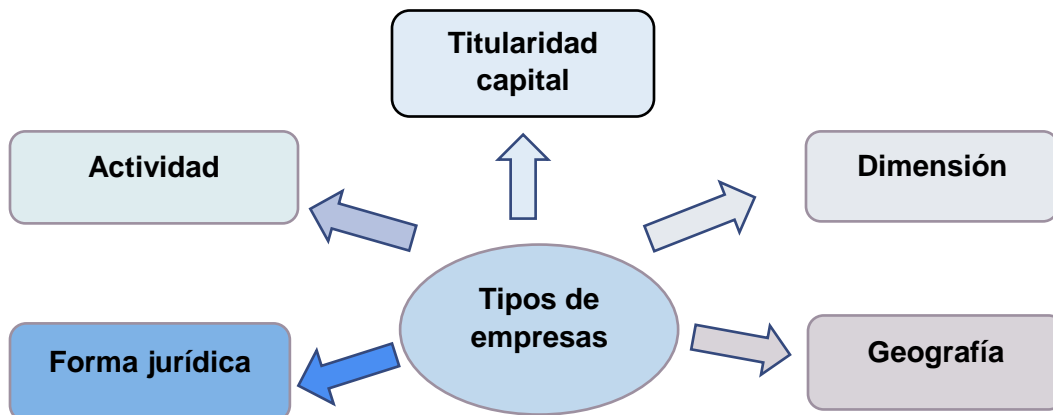 Titularidad
capital
Actividad
Dimensión
Tipos de
empresas
Forma jurídica
Geografía